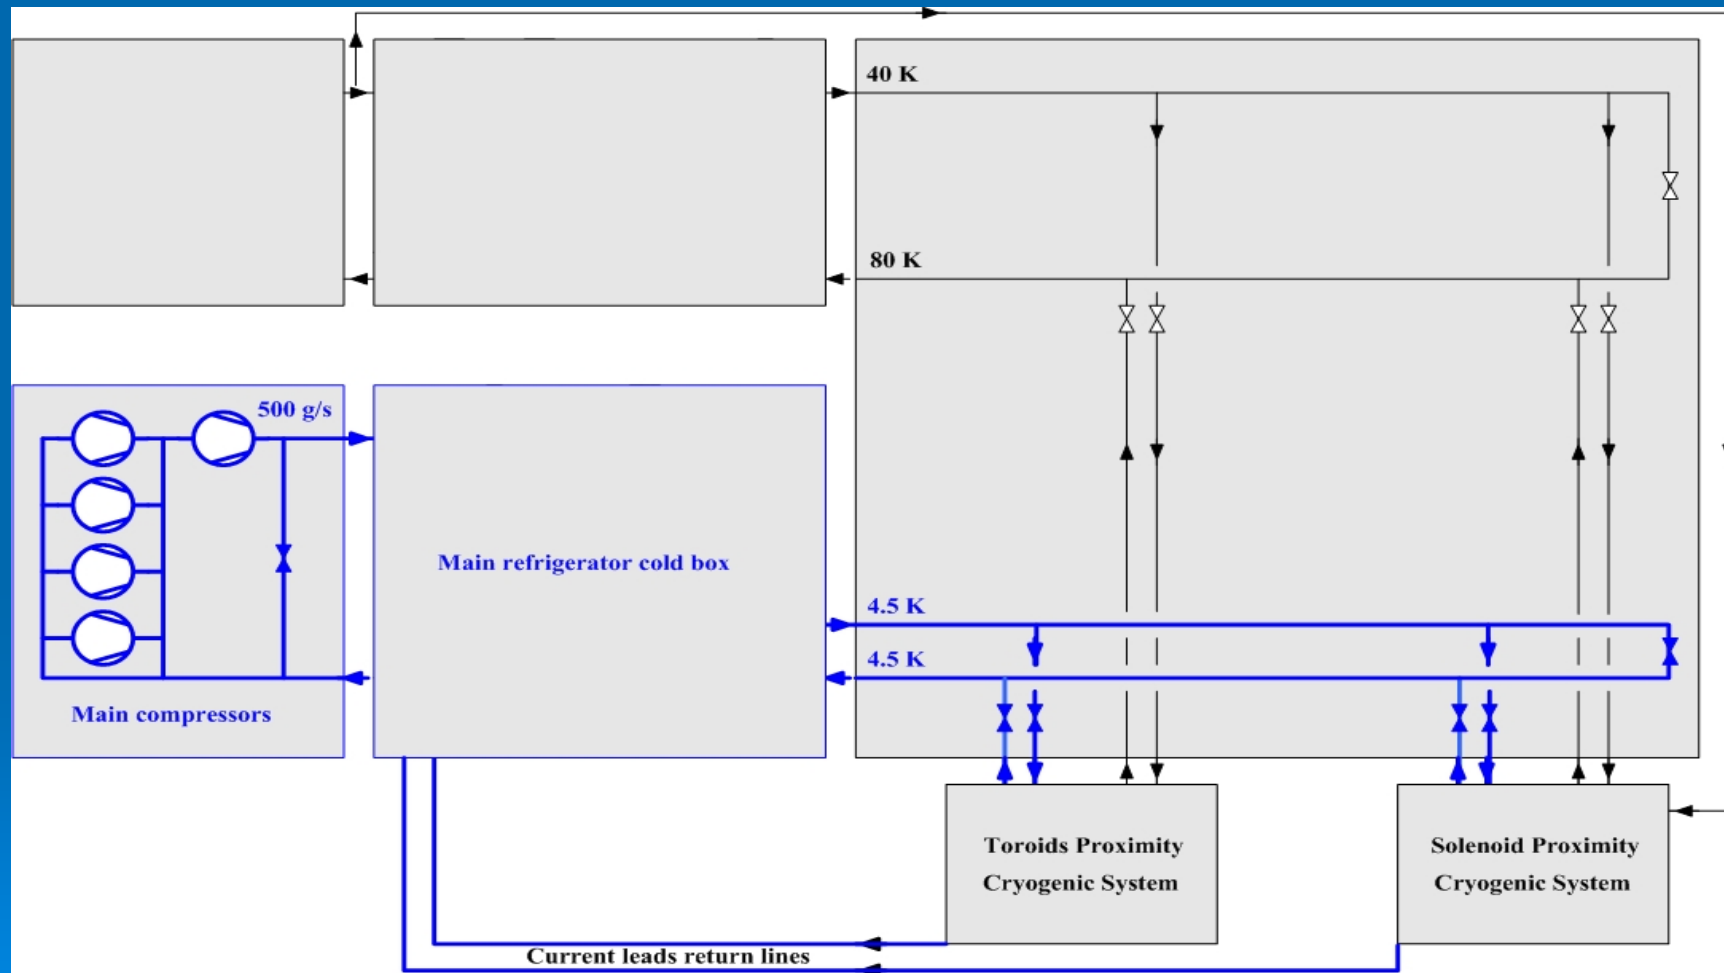 40 K
80 K
500 g/s
Main refrigerator cold box
4.5 K
4.5 K
Main compressors
Toroids Proximity
Cryogenic System
Solenoid Proximity
Cryogenic System
Current leads return lines